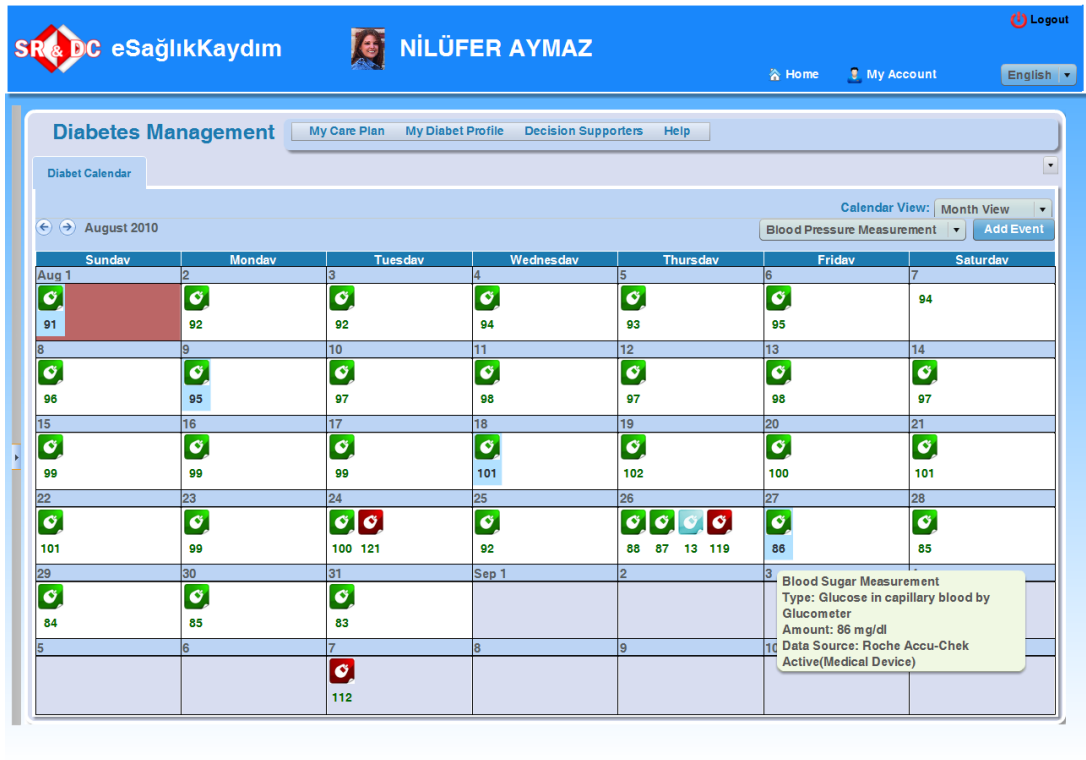 Logout
SR&DC eSağlıkKaydım
NİLÜFER AYMAZ
Home My Account English
Diabetes Management
My Care Plan My Diabet Profile Decision Supporters Help
Diabet Calendar
Calendar View: Month View
August 2010
Blood Pressure Measurement Add Event
Sunday Monday Tuesday Wednesday Thursday Friday Saturday
Aug 1 2 3 4 5 6 7
91 92 92 94 93 95 94
8 9 10 11 12 13 14
96 95 97 98 97 98 97
15 16 17 18 19 20 21
99 99 99 101 102 100 101
22 23 24 25 26 27 28
101 99 100 121 92 88 87 13 119 86 85
29 30 31 Sep 1 2 3
84 85 83
Blood Sugar Measurement
Type: Glucose in capillary blood by
Glucometer
Amount: 86 mg/dl
Data Source: Roche Accu-Chek
Active(Medical Device)
5 6 7 8 9 10
112